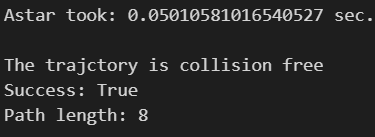 Astar took: 0.05010581016540527 sec.
The trajctory is collision free
Success: True
Path length: 8